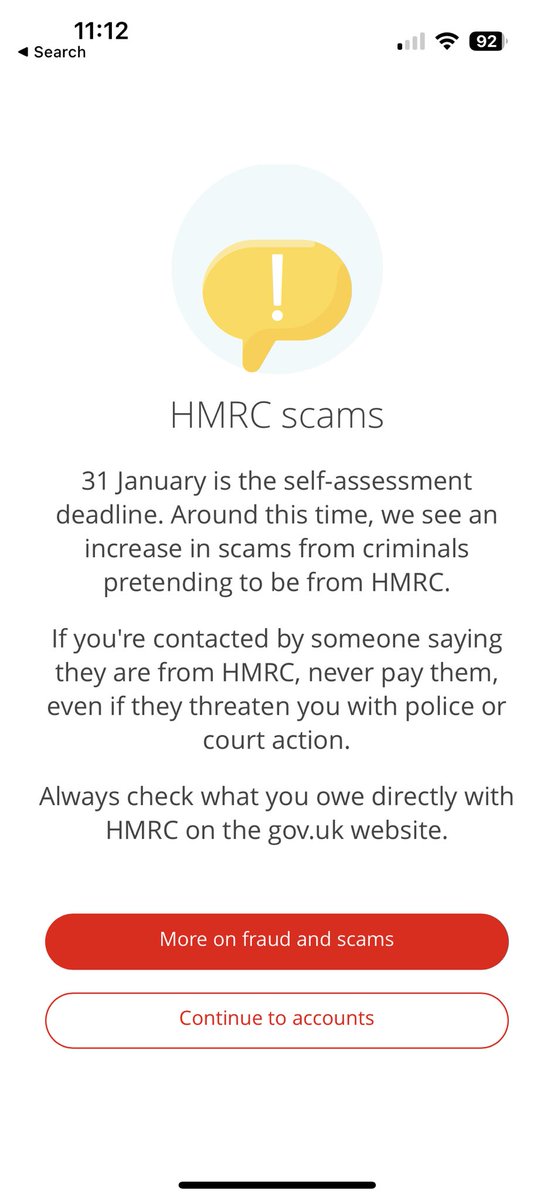 11:12
◀ Search
92
!
HMRC scams
31 January is the self-assessment
deadline. Around this time, we see an
increase in scams from criminals
pretending to be from HMRC.
If you're contacted by someone saying
they are from HMRC, never pay them,
even if they threaten you with police or
court action.
Always check what you owe directly with
HMRC on the gov.uk website.
More on fraud and scams
Continue to accounts